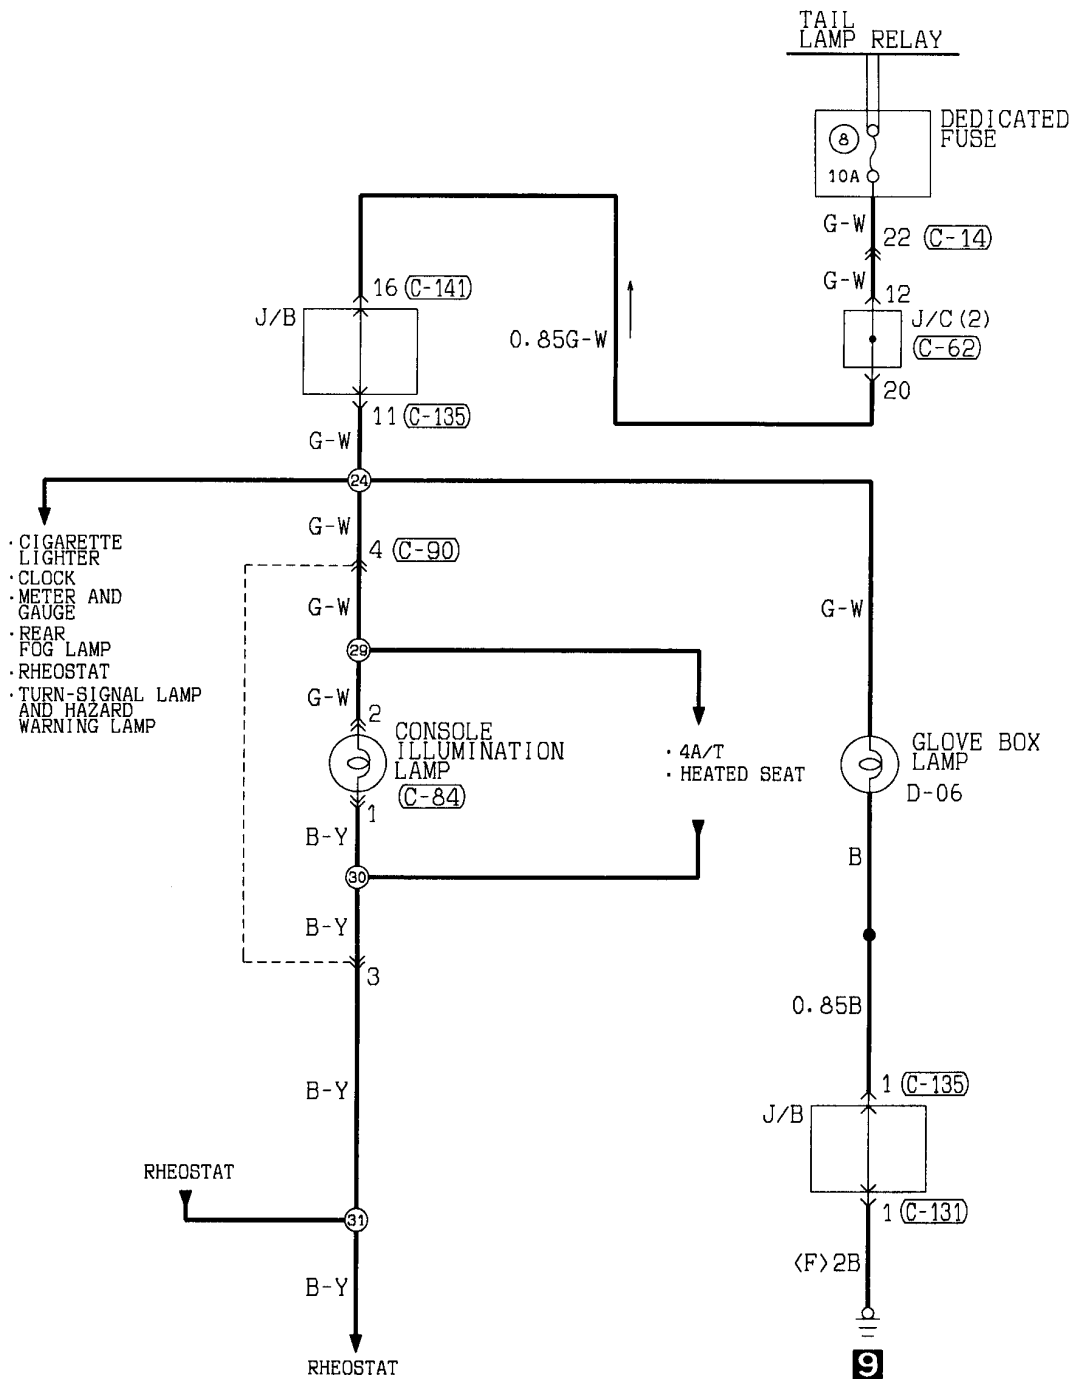 TAIL
LAMP RELAY
DEDICATED
FUSE
8
10A
G-W
22 C-14
G-W
12
J/C(2)
C-62
20
16 C-141
J/B
0.85G-W
11 C-135
G-W
24
G-W
4 C-90
· CIGARETTE
LIGHTER
· CLOCK
· METER AND
GAUGE
· REAR
FOG LAMP
· RHEOSTAT
· TURN-SIGNAL LAMP
AND HAZARD
WARNING LAMP
G-W
G-W
29
G-W
2
CONSOLE
ILLUMINATION
LAMP
C-84
1
· 4A/T
· HEATED SEAT
GLOVE BOX
LAMP
D-06
B-Y
B
30
B-Y
3
0.85B
B-Y
1 C-135
J/B
1 C-131
RHEOSTAT
31
B-Y
<F>2B
RHEOSTAT
9